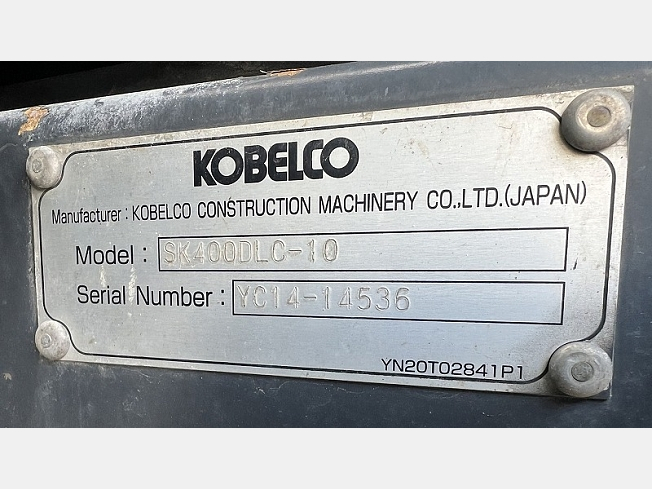 KOBELCO
Manufacturer : KOBELCO CONSTRUCTION MACHINERY CO.,LTD.(JAPAN)
Model : SK400DLC-10
Serial Number : YC14-14536
YN20T02841P1